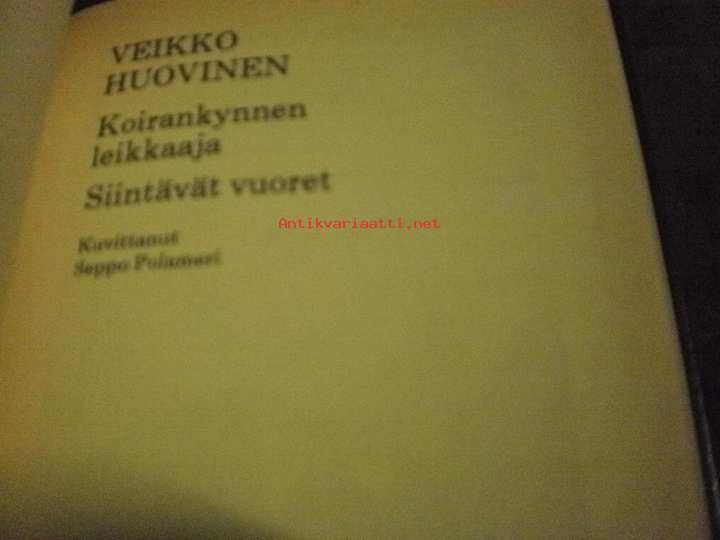 VEIKKO
HUOVINEN
Koirankynnen
leikkaaja
Siintävät vuoret
Antikvariaatti.net
Kuvittanut
Seppo Polameri